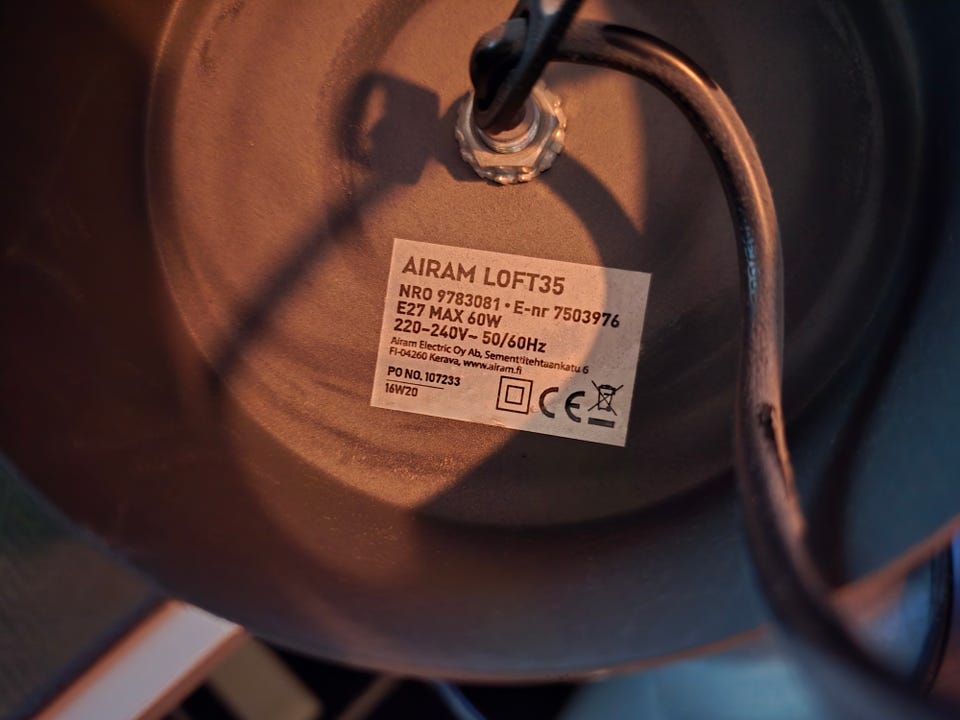 AIRAM LOFT35
NRO 9783081 • E-nr 7503976
E27 MAX 60W
220–240V~ 50/60Hz
Airam Electric Oy Ab, Sementtitehtaankatu 6
FI-04260 Kerava, www.airam.fi
PO NO. 107233
16W20
CE